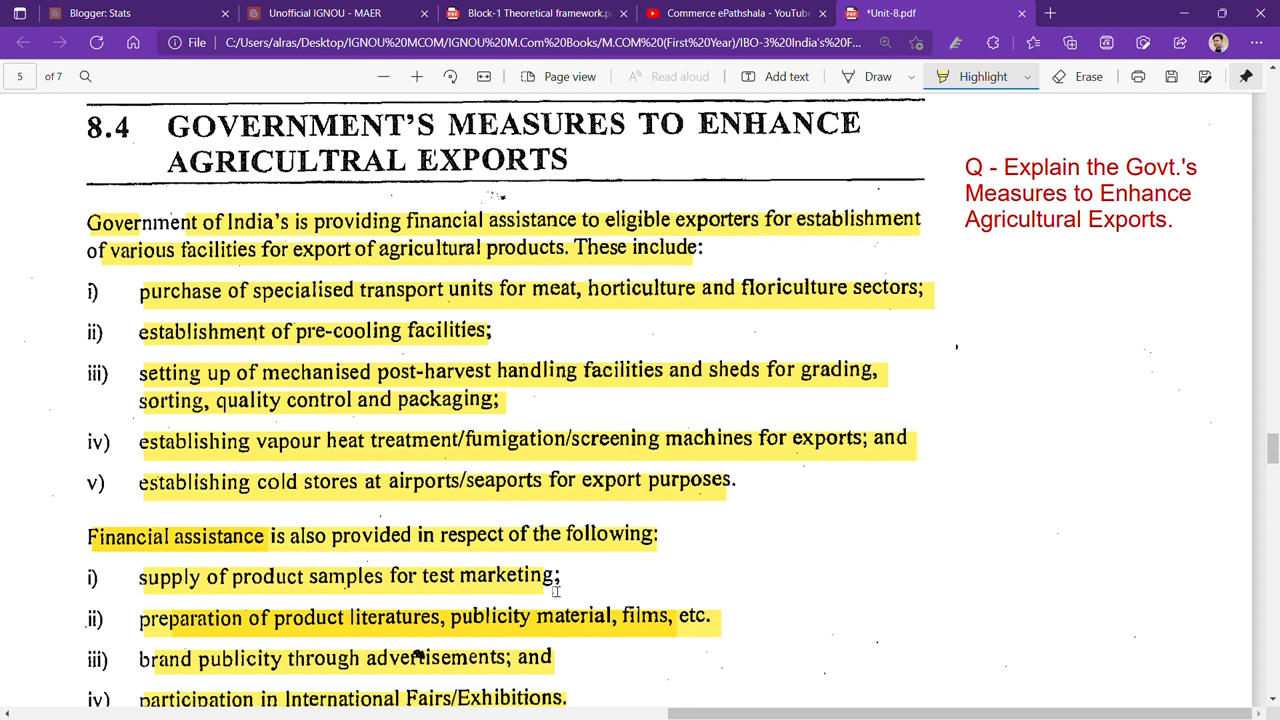 Blogger: Stats
Unofficial IGNOU - MAER
Block-1 Theoretical framework.p
Commerce ePathshala - YouTube
*Unit-8.pdf
File
C:/Users/alras/Desktop/IGNOU%20MCOM/IGNOU%20M.Com%20Books/M.COM%20(First%20Year)/IBO-3%20India's%20F...
5 of 7
Page view
Read aloud
Add text
Draw
Highlight
Erase
8.4 GOVERNMENT'S MEASURES TO ENHANCE
AGRICULTRAL EXPORTS
Q - Explain the Govt.'s
Measures to Enhance
Agricultural Exports.
Government of India's is providing financial assistance to eligible exporters for establishment
of various facilities for export of agricultural products. These include:
i) purchase of specialised transport units for meat, horticulture and floriculture sectors;
ii) establishment of pre-cooling facilities;
iii) setting up of mechanised post-harvest handling facilities and sheds for grading,
sorting, quality control and packaging;
iv) establishing vapour heat treatment/fumigation/screening machines for exports; and
v) establishing cold stores at airports/seaports for export purposes.
Financial assistance is also provided in respect of the following:
i) supply of product samples for test marketing;
ii) preparation of product literatures, publicity material, films, etc.
iii) brand publicity through advertisements; and
iv) participation in International Fairs/Exhibitions.